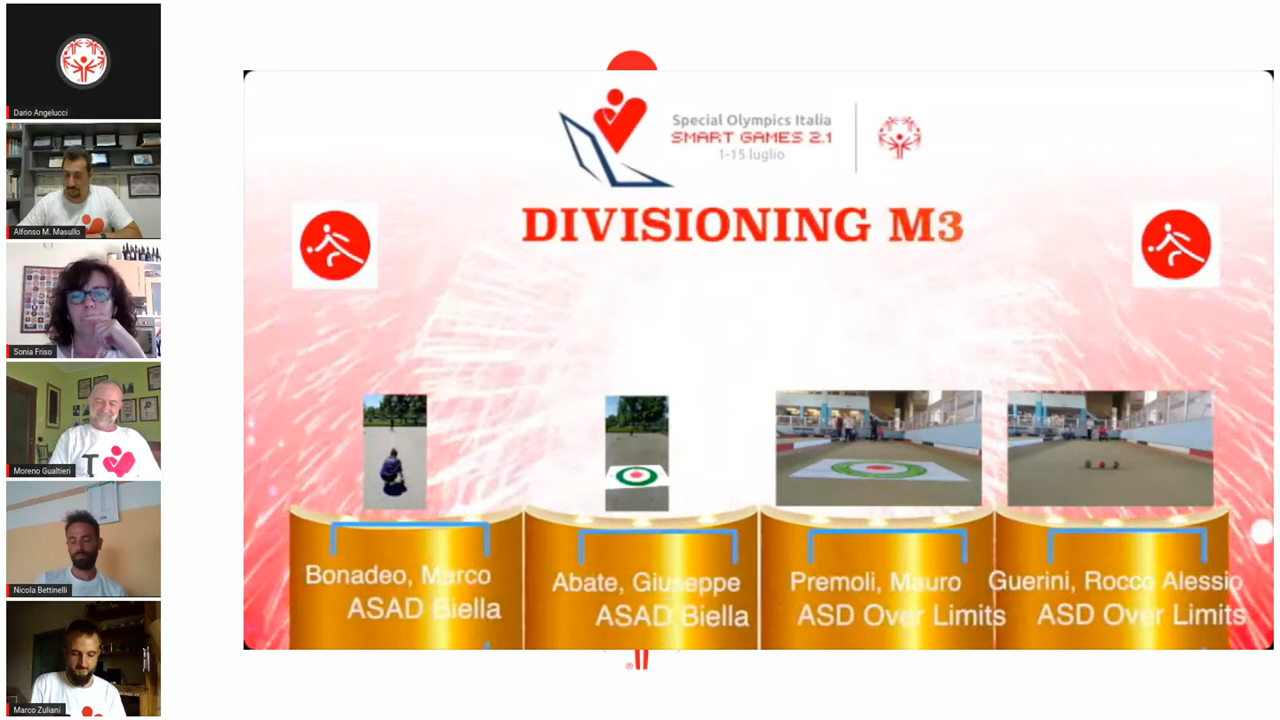 Dario Angelucci
Alfonso M. Masullo
Sonia Friso
Moreno Gualtieri
Nicola Bettinelli
Marco Zuliani
Special Olympics Italia
SMART GAMES 2.1
1-15 luglio
DIVISIONING M3
Bonadeo, Marco
ASAD Biella
Abate, Giuseppe
ASAD Biella
Premoli, Mauro
ASD Over Limits
Guerini, Rocco Alessio
ASD Over Limits
I
®